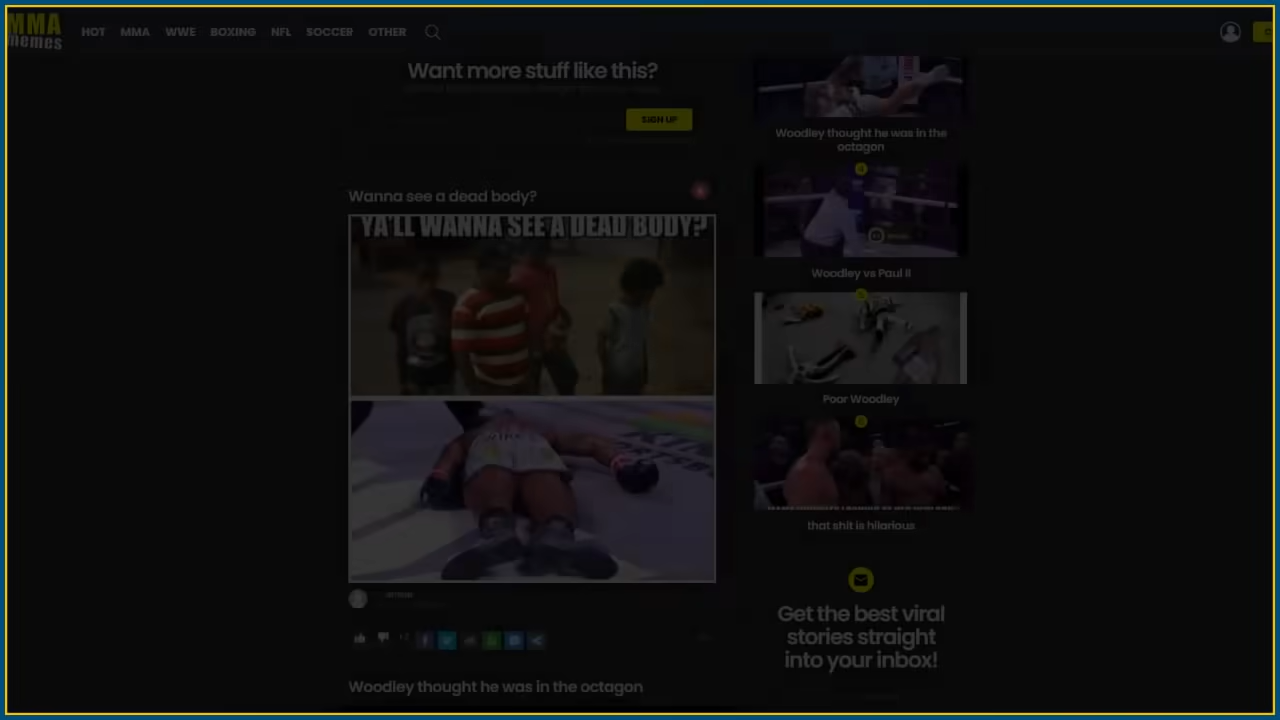 MMA
memes
HOT
MMA
WWE
BOXING
NFL
SOCCER
OTHER
Want more stuff like this?
SIGN UP
Wanna see a dead body?
YA'LL WANNA SEE A DEAD BODY?
Woodley thought he was in the octagon
Woodley thought he was in the
octagon
4
Woodley vs Paul II
5
Poor Woodley
6
that shit is hilarious
Get the best viral
stories straight
into your inbox!